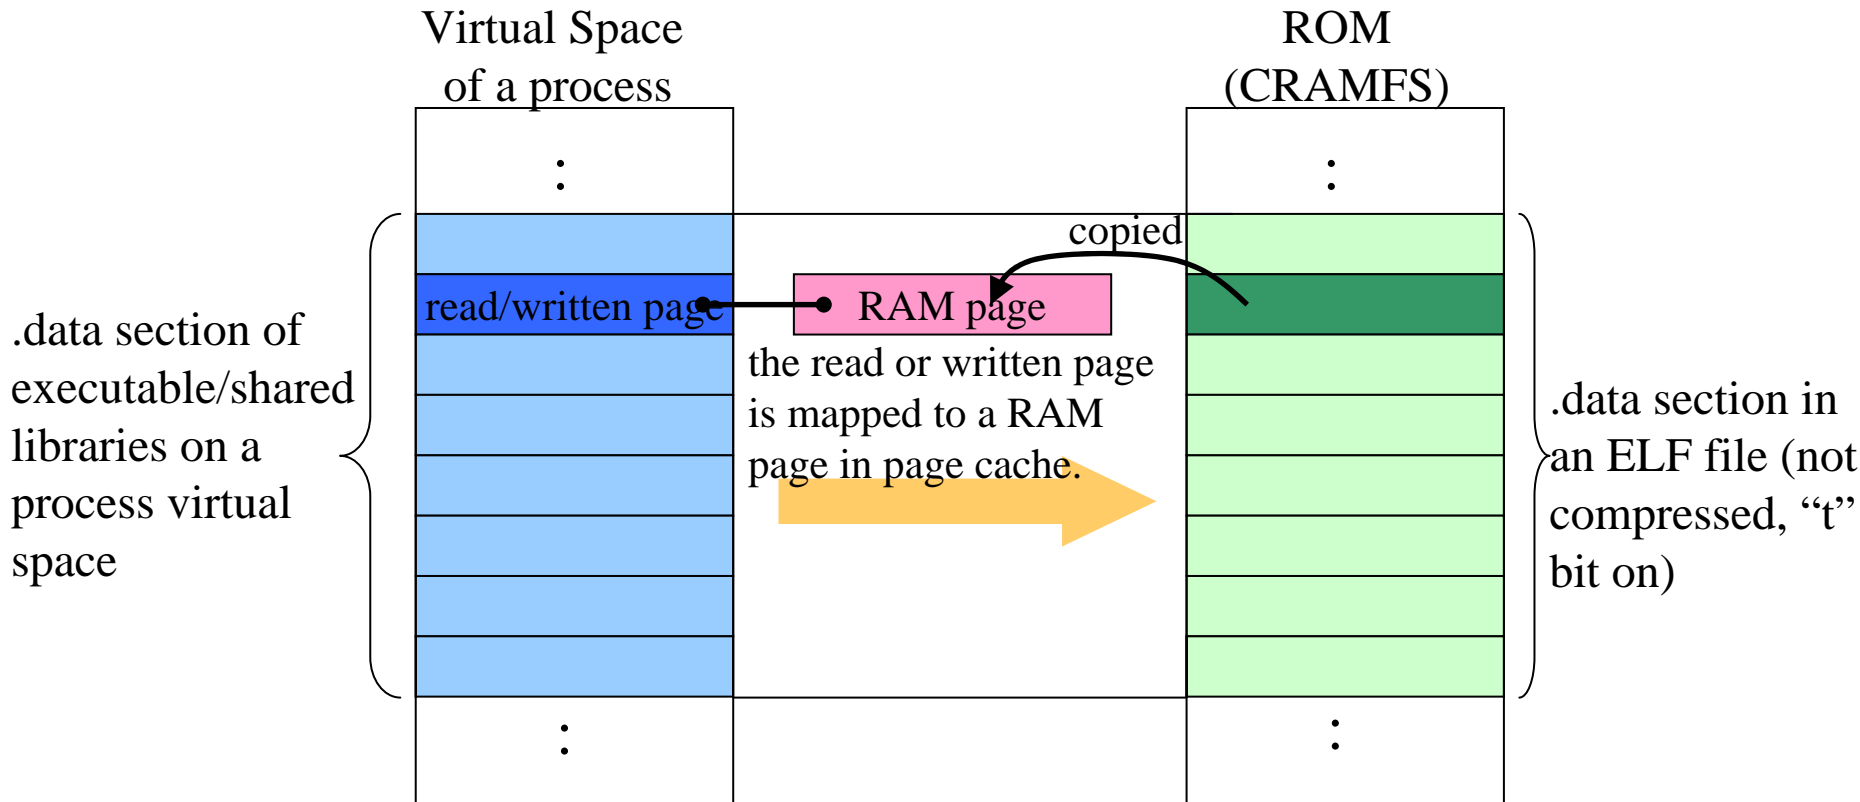 Virtual Space
of a process
ROM
(CRAMFS)
:
:
copied
read/written page
RAM page
the read or written page
is mapped to a RAM
page in page cache.
.data section of
executable/shared
libraries on a
process virtual
space
.data section in
an ELF file (not
compressed, “t”
bit on)
:
: